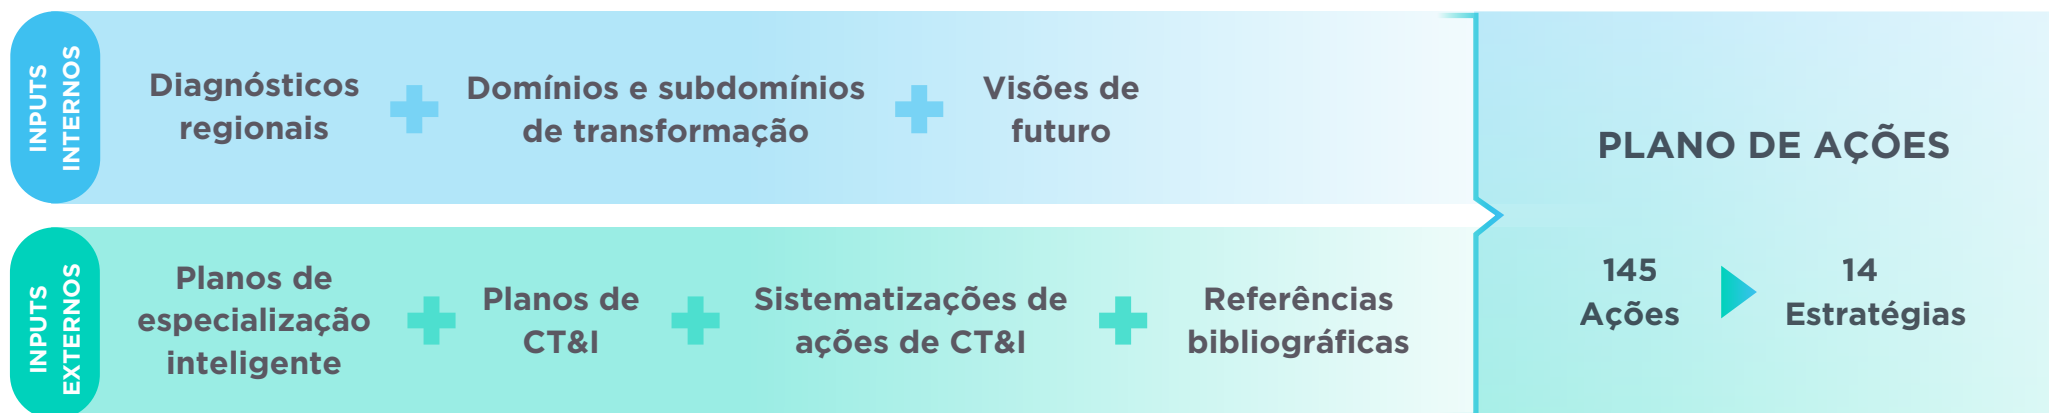 INPUTS
INTERNOS
Diagnósticos
regionais
Domínios e subdomínios
de transformação
Visões de
futuro
INPUTS
EXTERNOS
Planos de
especialização
inteligente
Planos de
CT&I
Sistematizações de
ações de CT&I
Referências
bibliográficas
PLANO DE AÇÕES
145
Ações
14
Estratégias